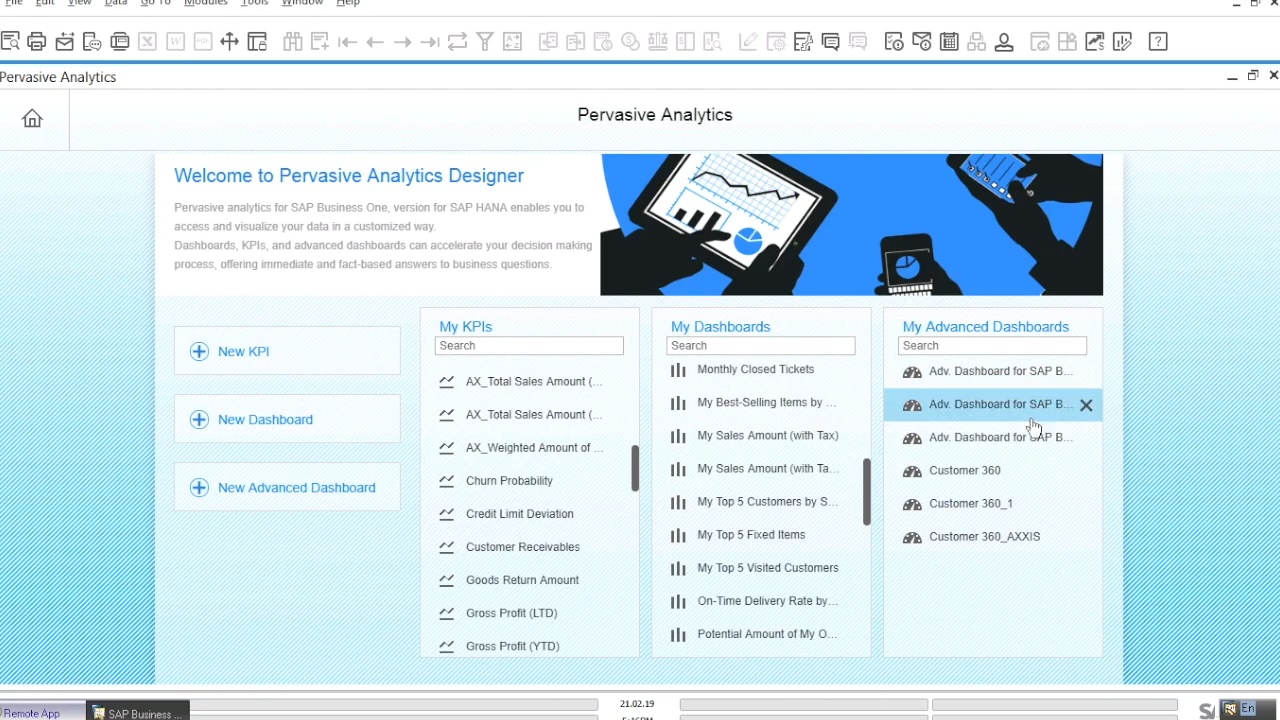 File Edit View Data Go To Modules Tools Window Help
Pervasive Analytics
Pervasive Analytics
Welcome to Pervasive Analytics Designer
Pervasive analytics for SAP Business One, version for SAP HANA enables you to
access and visualize your data in a customized way.
Dashboards, KPIs, and advanced dashboards can accelerate your decision making
process, offering immediate and fact-based answers to business questions.
New KPI
New Dashboard
New Advanced Dashboard
My KPIs
Search
AX_Total Sales Amount (...
AX_Total Sales Amount (...
AX_Weighted Amount of ...
Churn Probability
Credit Limit Deviation
Customer Receivables
Goods Return Amount
Gross Profit (LTD)
Gross Profit (YTD)
My Dashboards
Search
Monthly Closed Tickets
My Best-Selling Items by ...
My Sales Amount (with Tax)
My Sales Amount (with Ta...
My Top 5 Customers by S...
My Top 5 Fixed Items
My Top 5 Visited Customers
On-Time Delivery Rate by...
Potential Amount of My O...
My Advanced Dashboards
Search
Adv. Dashboard for SAP B...
Adv. Dashboard for SAP B...
Adv. Dashboard for SAP B...
Customer 360
Customer 360_1
Customer 360_AXXIS
Remote App
SAP Business ...
21.02.19
En